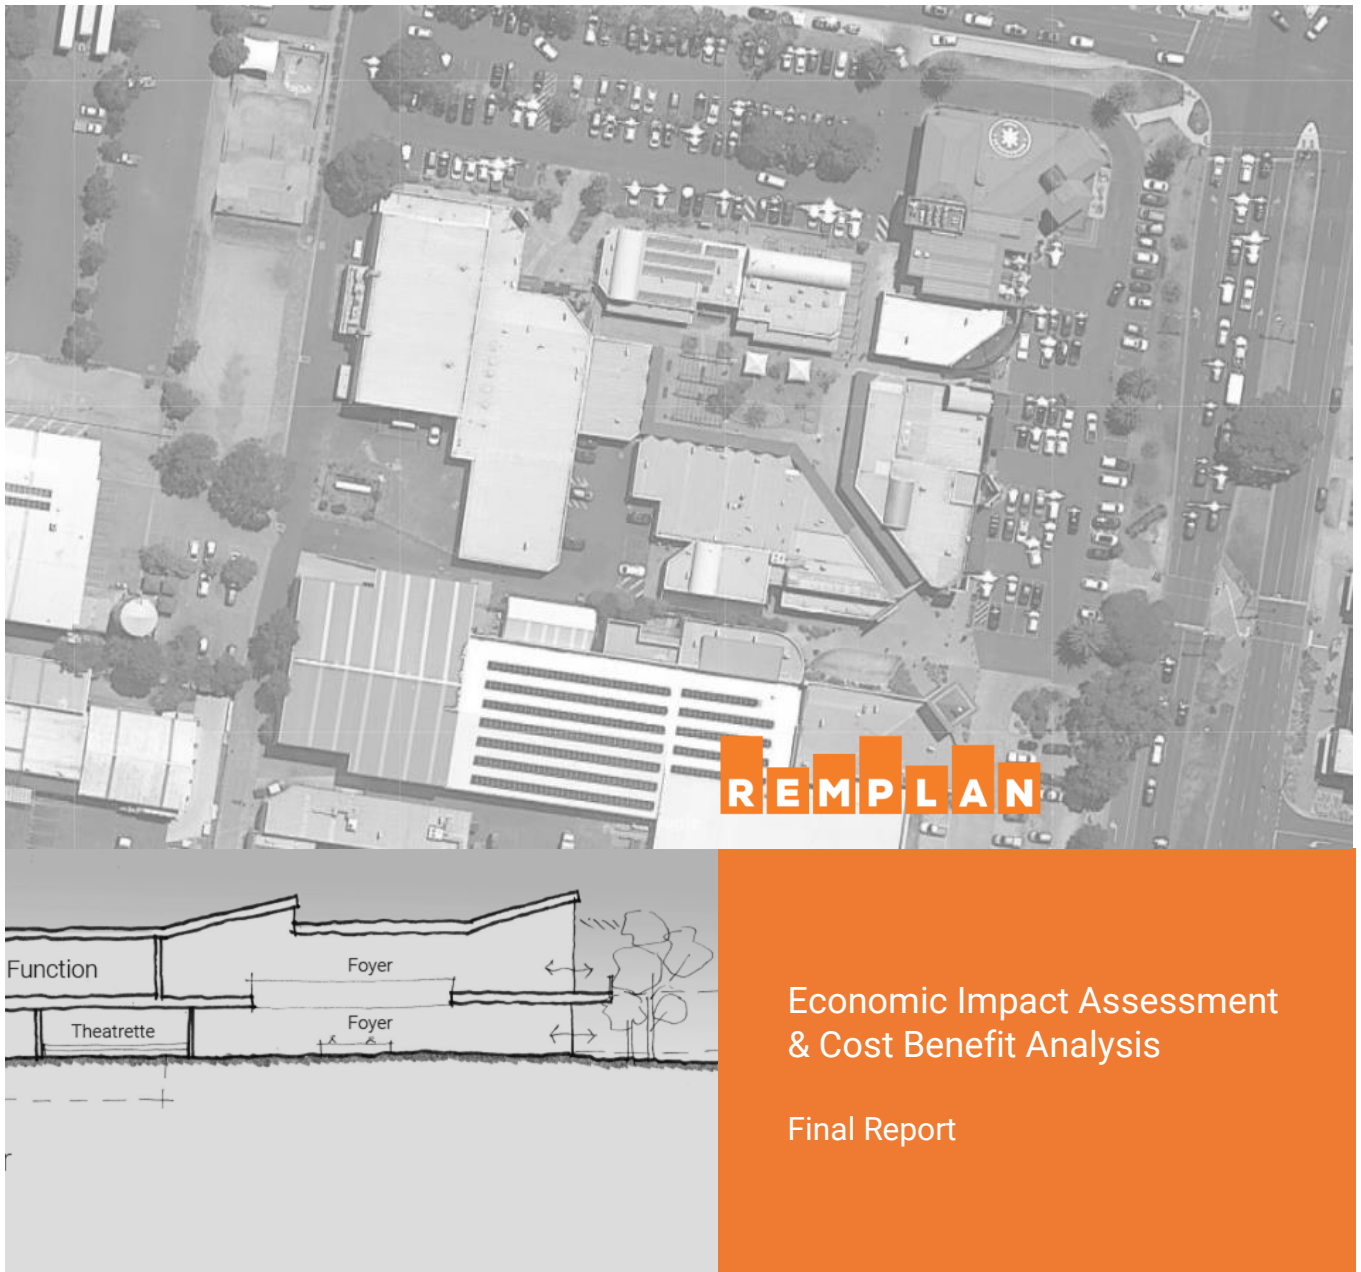 REMPLAN
Function
Foyer
Theatrette
Foyer
Economic Impact Assessment
& Cost Benefit Analysis
Final Report